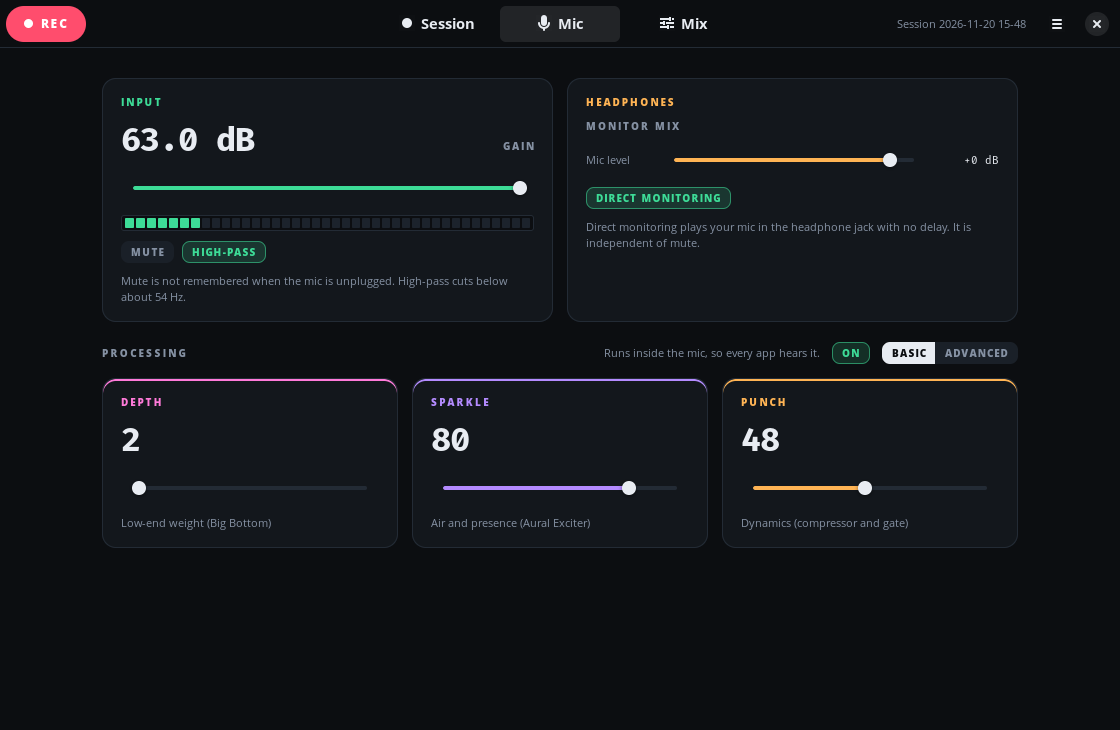 REC
Session
Mic
Mix
Session 2026-11-20 15-48
INPUT
63.0 dB
GAIN
MUTE
HIGH-PASS
Mute is not remembered when the mic is unplugged. High-pass cuts below
about 54 Hz.
HEADPHONES
MONITOR MIX
Mic level
+0 dB
DIRECT MONITORING
Direct monitoring plays your mic in the headphone jack with no delay. It is
independent of mute.
PROCESSING
Runs inside the mic, so every app hears it.
ON
BASIC
ADVANCED
DEPTH
2
Low-end weight (Big Bottom)
SPARKLE
80
Air and presence (Aural Exciter)
PUNCH
48
Dynamics (compressor and gate)